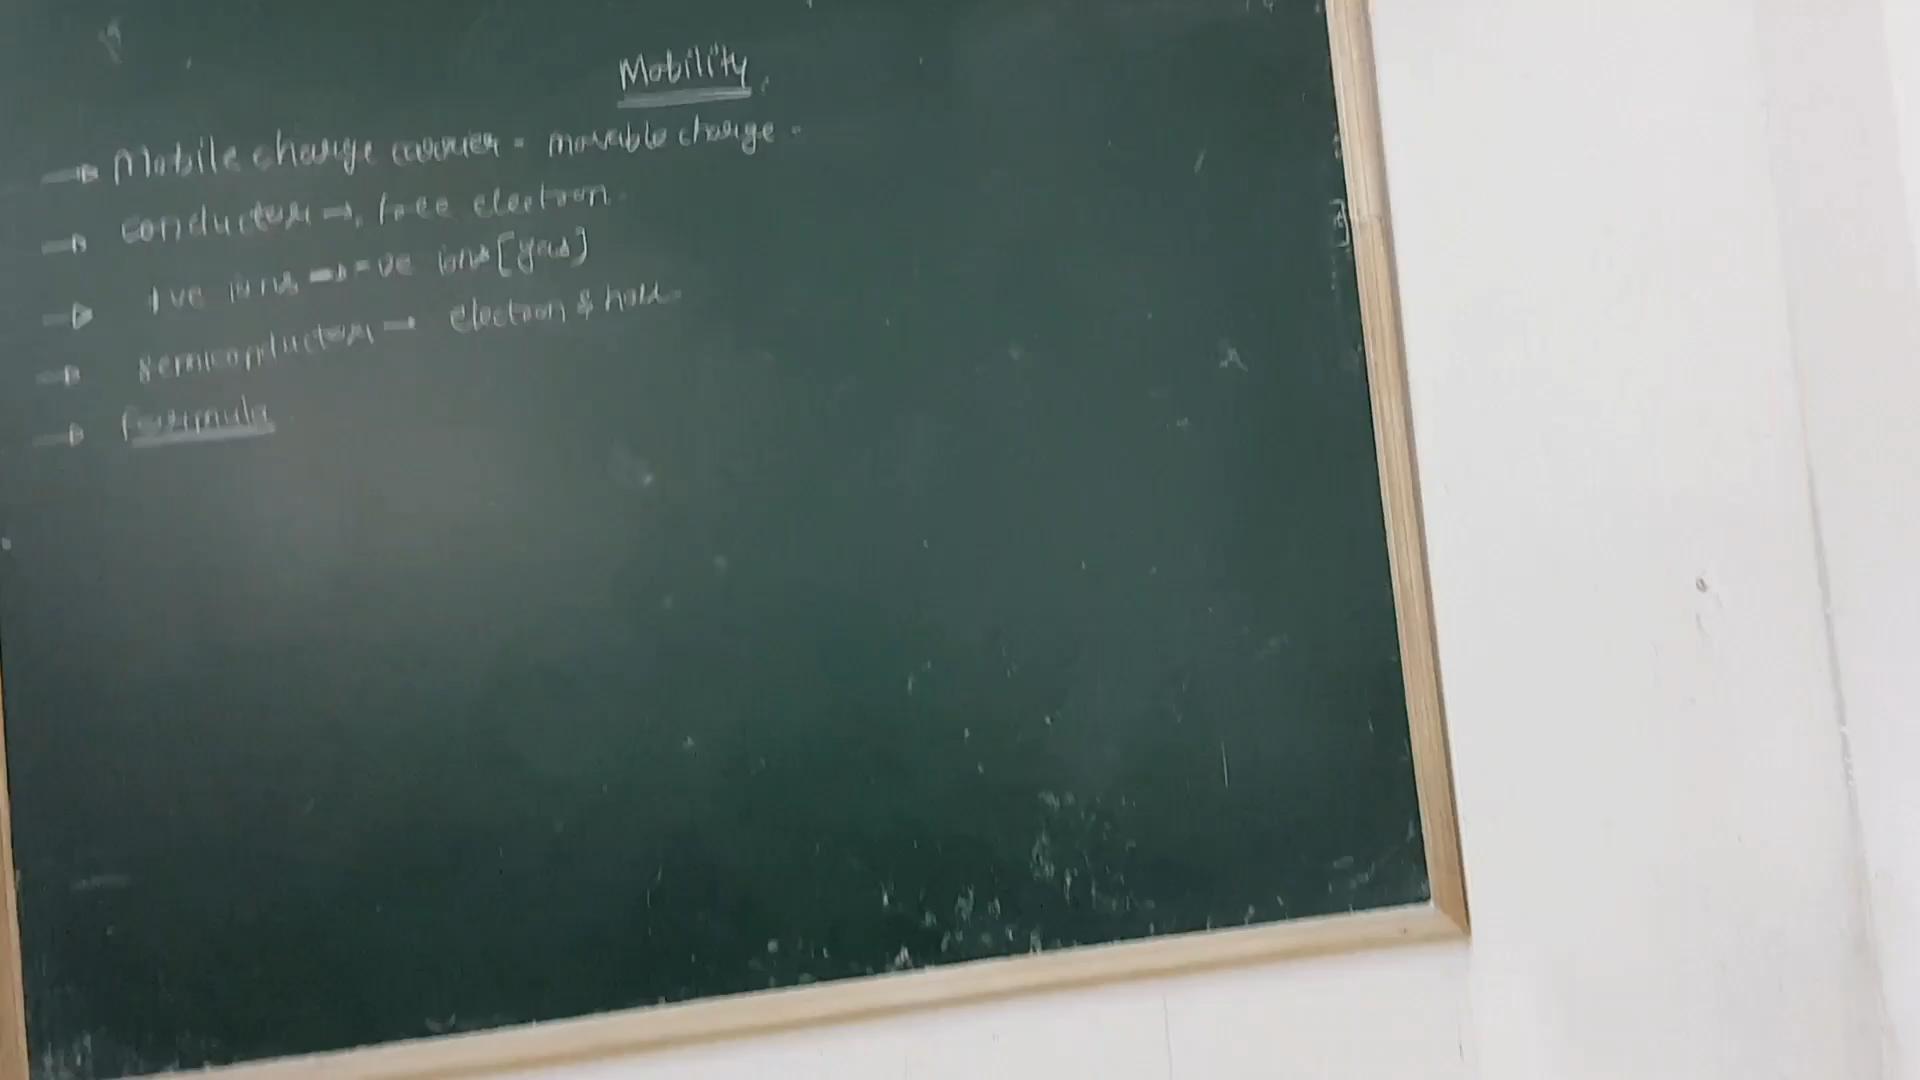 Mobility
→ Mobile charge carrier = movable charge.
→ conductor → free electron.
→ +ve ions → -ve ions [gas]
→ semiconductor → electron & hole
→ formula